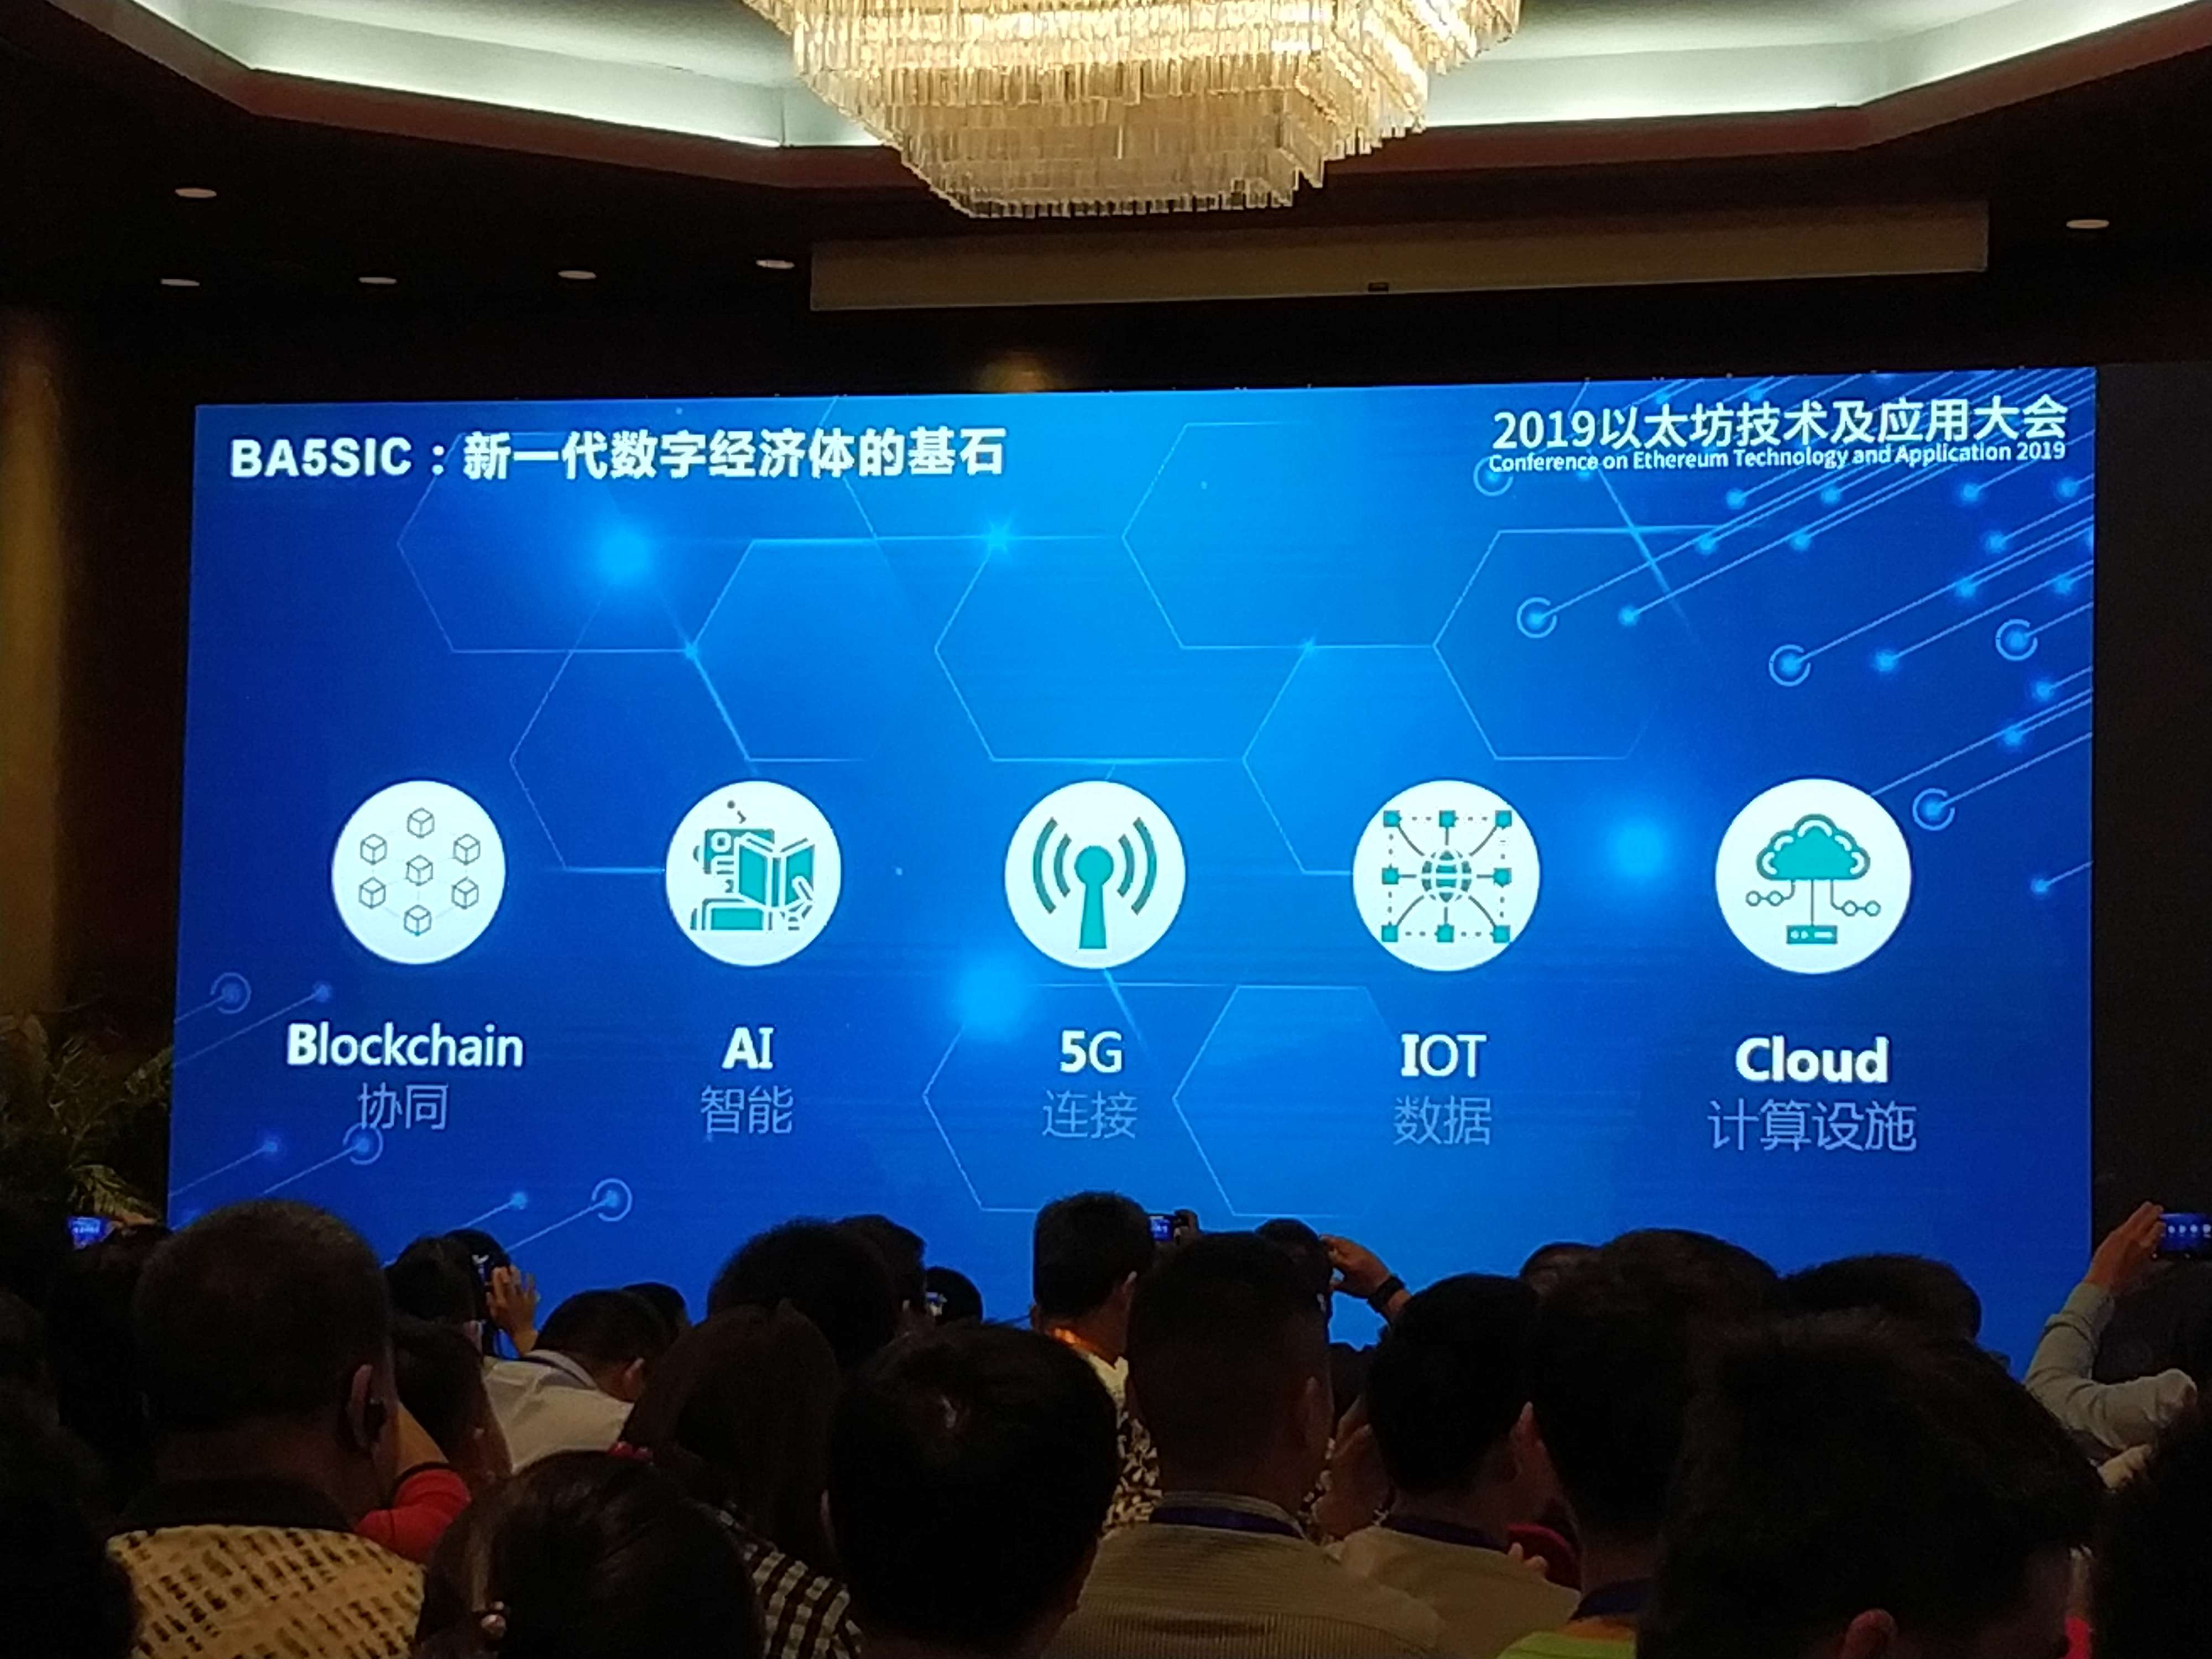 BA5SIC：新一代数字经济体的基石
2019以太坊技术及应用大会
Conference on Ethereum Technology and Application 2019
Blockchain
协同
AI
智能
5G
连接
IOT
数据
Cloud
计算设施